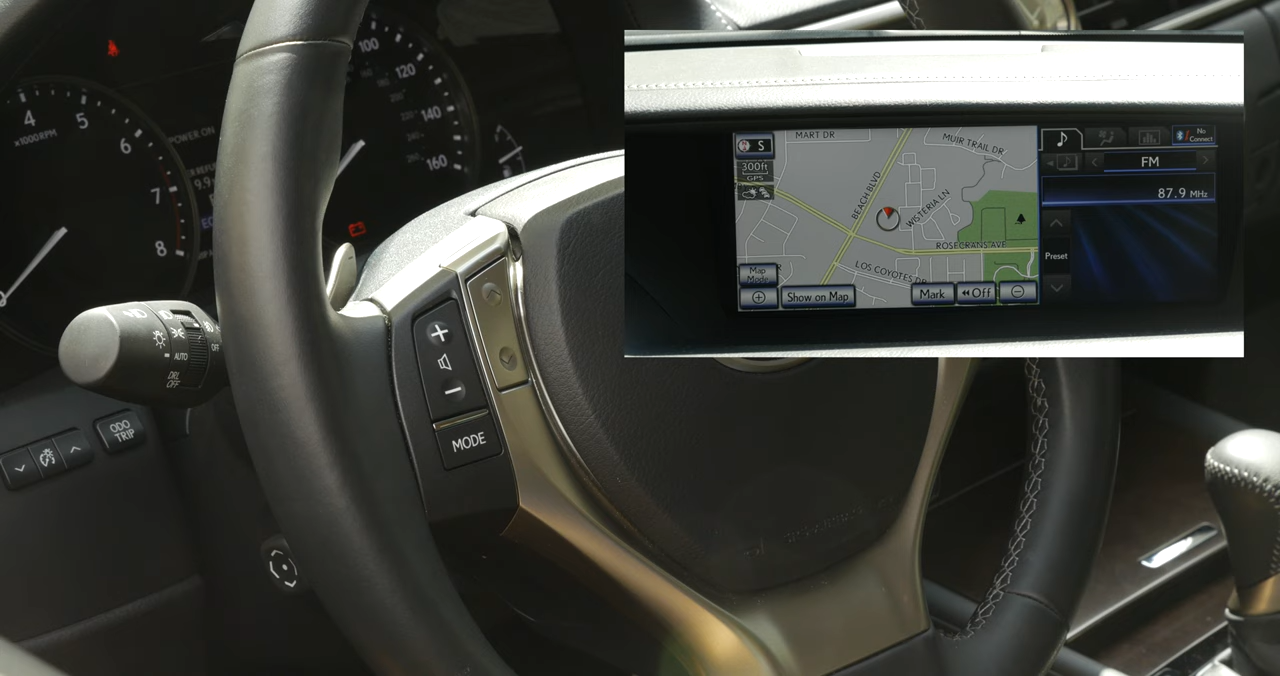 4
5
6
7
8
x1000RPM
POWER ON
100
120
140
160
MART DR
MUIR TRAIL DR
S
300ft
GPS
BEACH BLVD
WISTERIA LN
ROSECRANS AVE
LOS COYOTES DR
Map
Mode
Show on Map
Mark
Off
No
Connect
FM
87.9 MHz
Preset
AUTO
OFF
DRL
OFF
ODO
TRIP
MODE